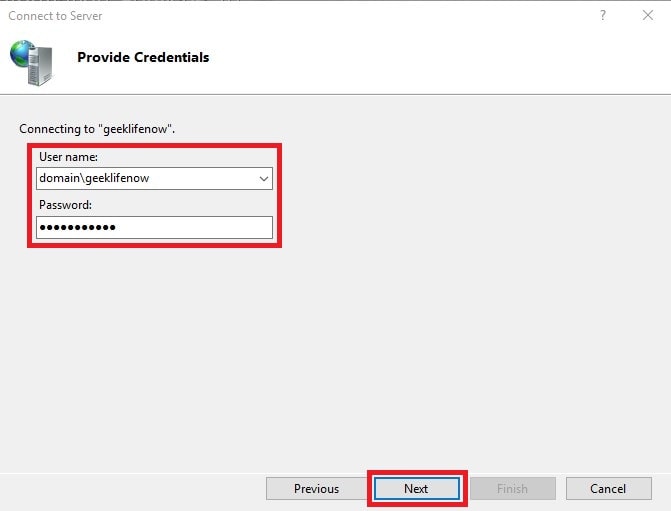 Connect to Server
?
Provide Credentials
Connecting to "geeklifenow".
User name:
domain\geeklifenow
Password:
●●●●●●●●●●●
Previous Next Finish Cancel